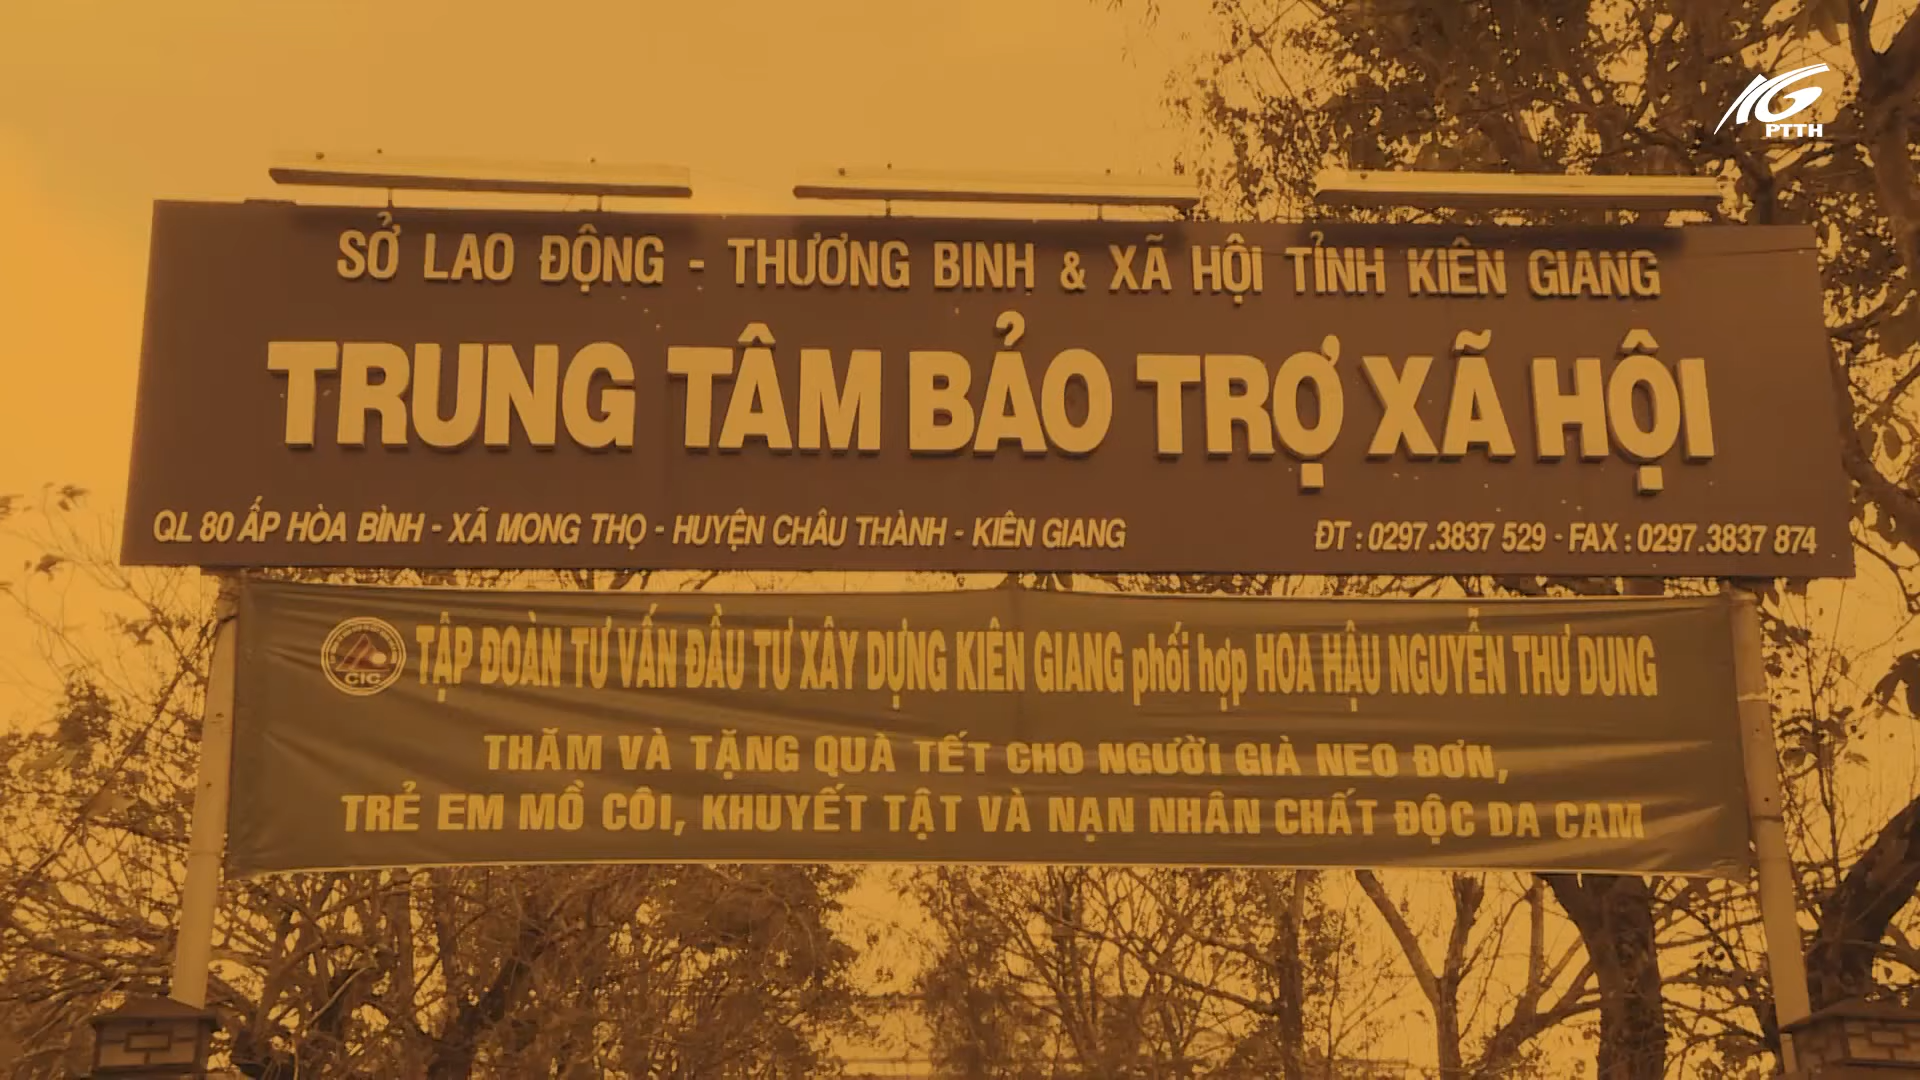 KG
PTTH
SỞ LAO ĐỘNG - THƯƠNG BINH & XÃ HỘI TỈNH KIÊN GIANG
TRUNG TÂM BẢO TRỢ XÃ HỘI
QL 80 ẤP HÒA BÌNH - XÃ MONG THỌ - HUYỆN CHÂU THÀNH - KIÊN GIANG
ĐT : 0297.3837 529 - FAX : 0297.3837 874
CIC
TẬP ĐOÀN TƯ VẤN ĐẦU TƯ XÂY DỰNG KIÊN GIANG phối hợp HOA HẬU NGUYỄN THƯ DUNG
THĂM VÀ TẶNG QUÀ TẾT CHO NGƯỜI GIÀ NEO ĐƠN,
TRẺ EM MỒ CÔI, KHUYẾT TẬT VÀ NẠN NHÂN CHẤT ĐỘC DA CAM